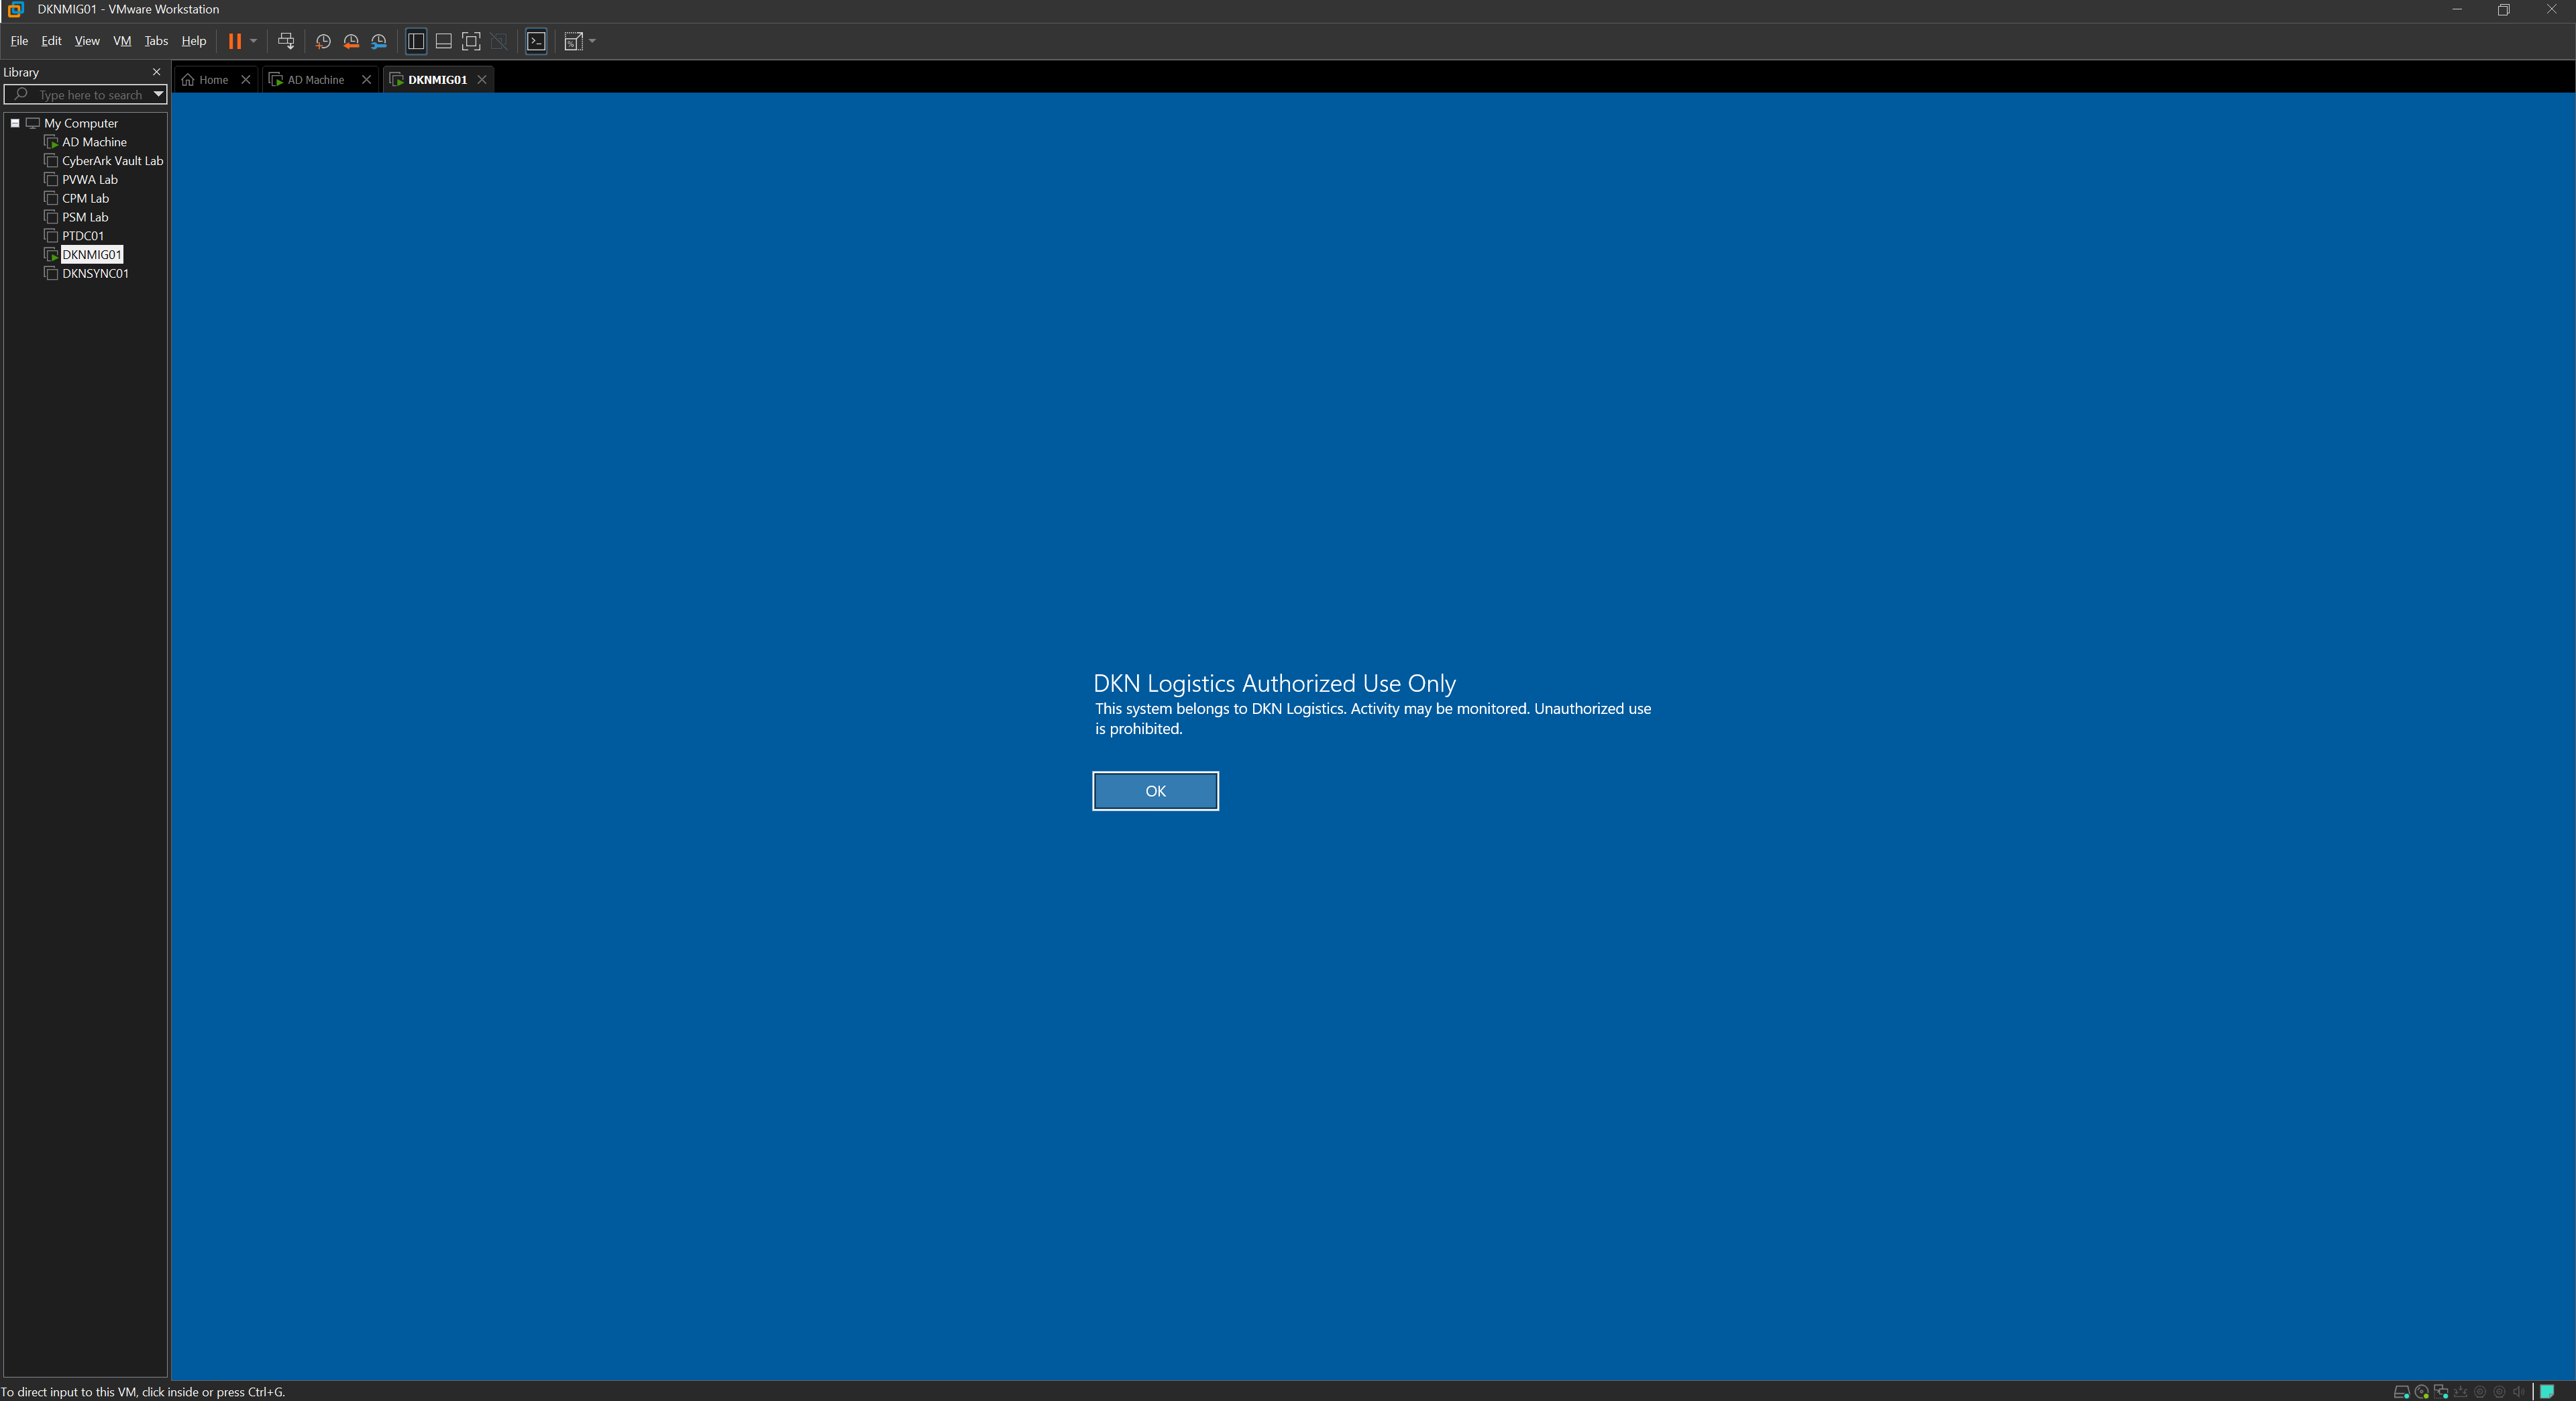 DKNMIG01 - VMware Workstation
File Edit View VM Tabs Help
Library
Type here to search
My Computer
AD Machine
CyberArk Vault Lab
PVWA Lab
CPM Lab
PSM Lab
PTDC01
DKNMIG01
DKNSYNC01
Home AD Machine DKNMIG01
DKN Logistics Authorized Use Only
This system belongs to DKN Logistics. Activity may be monitored. Unauthorized use
is prohibited.
OK
To direct input to this VM, click inside or press Ctrl+G.